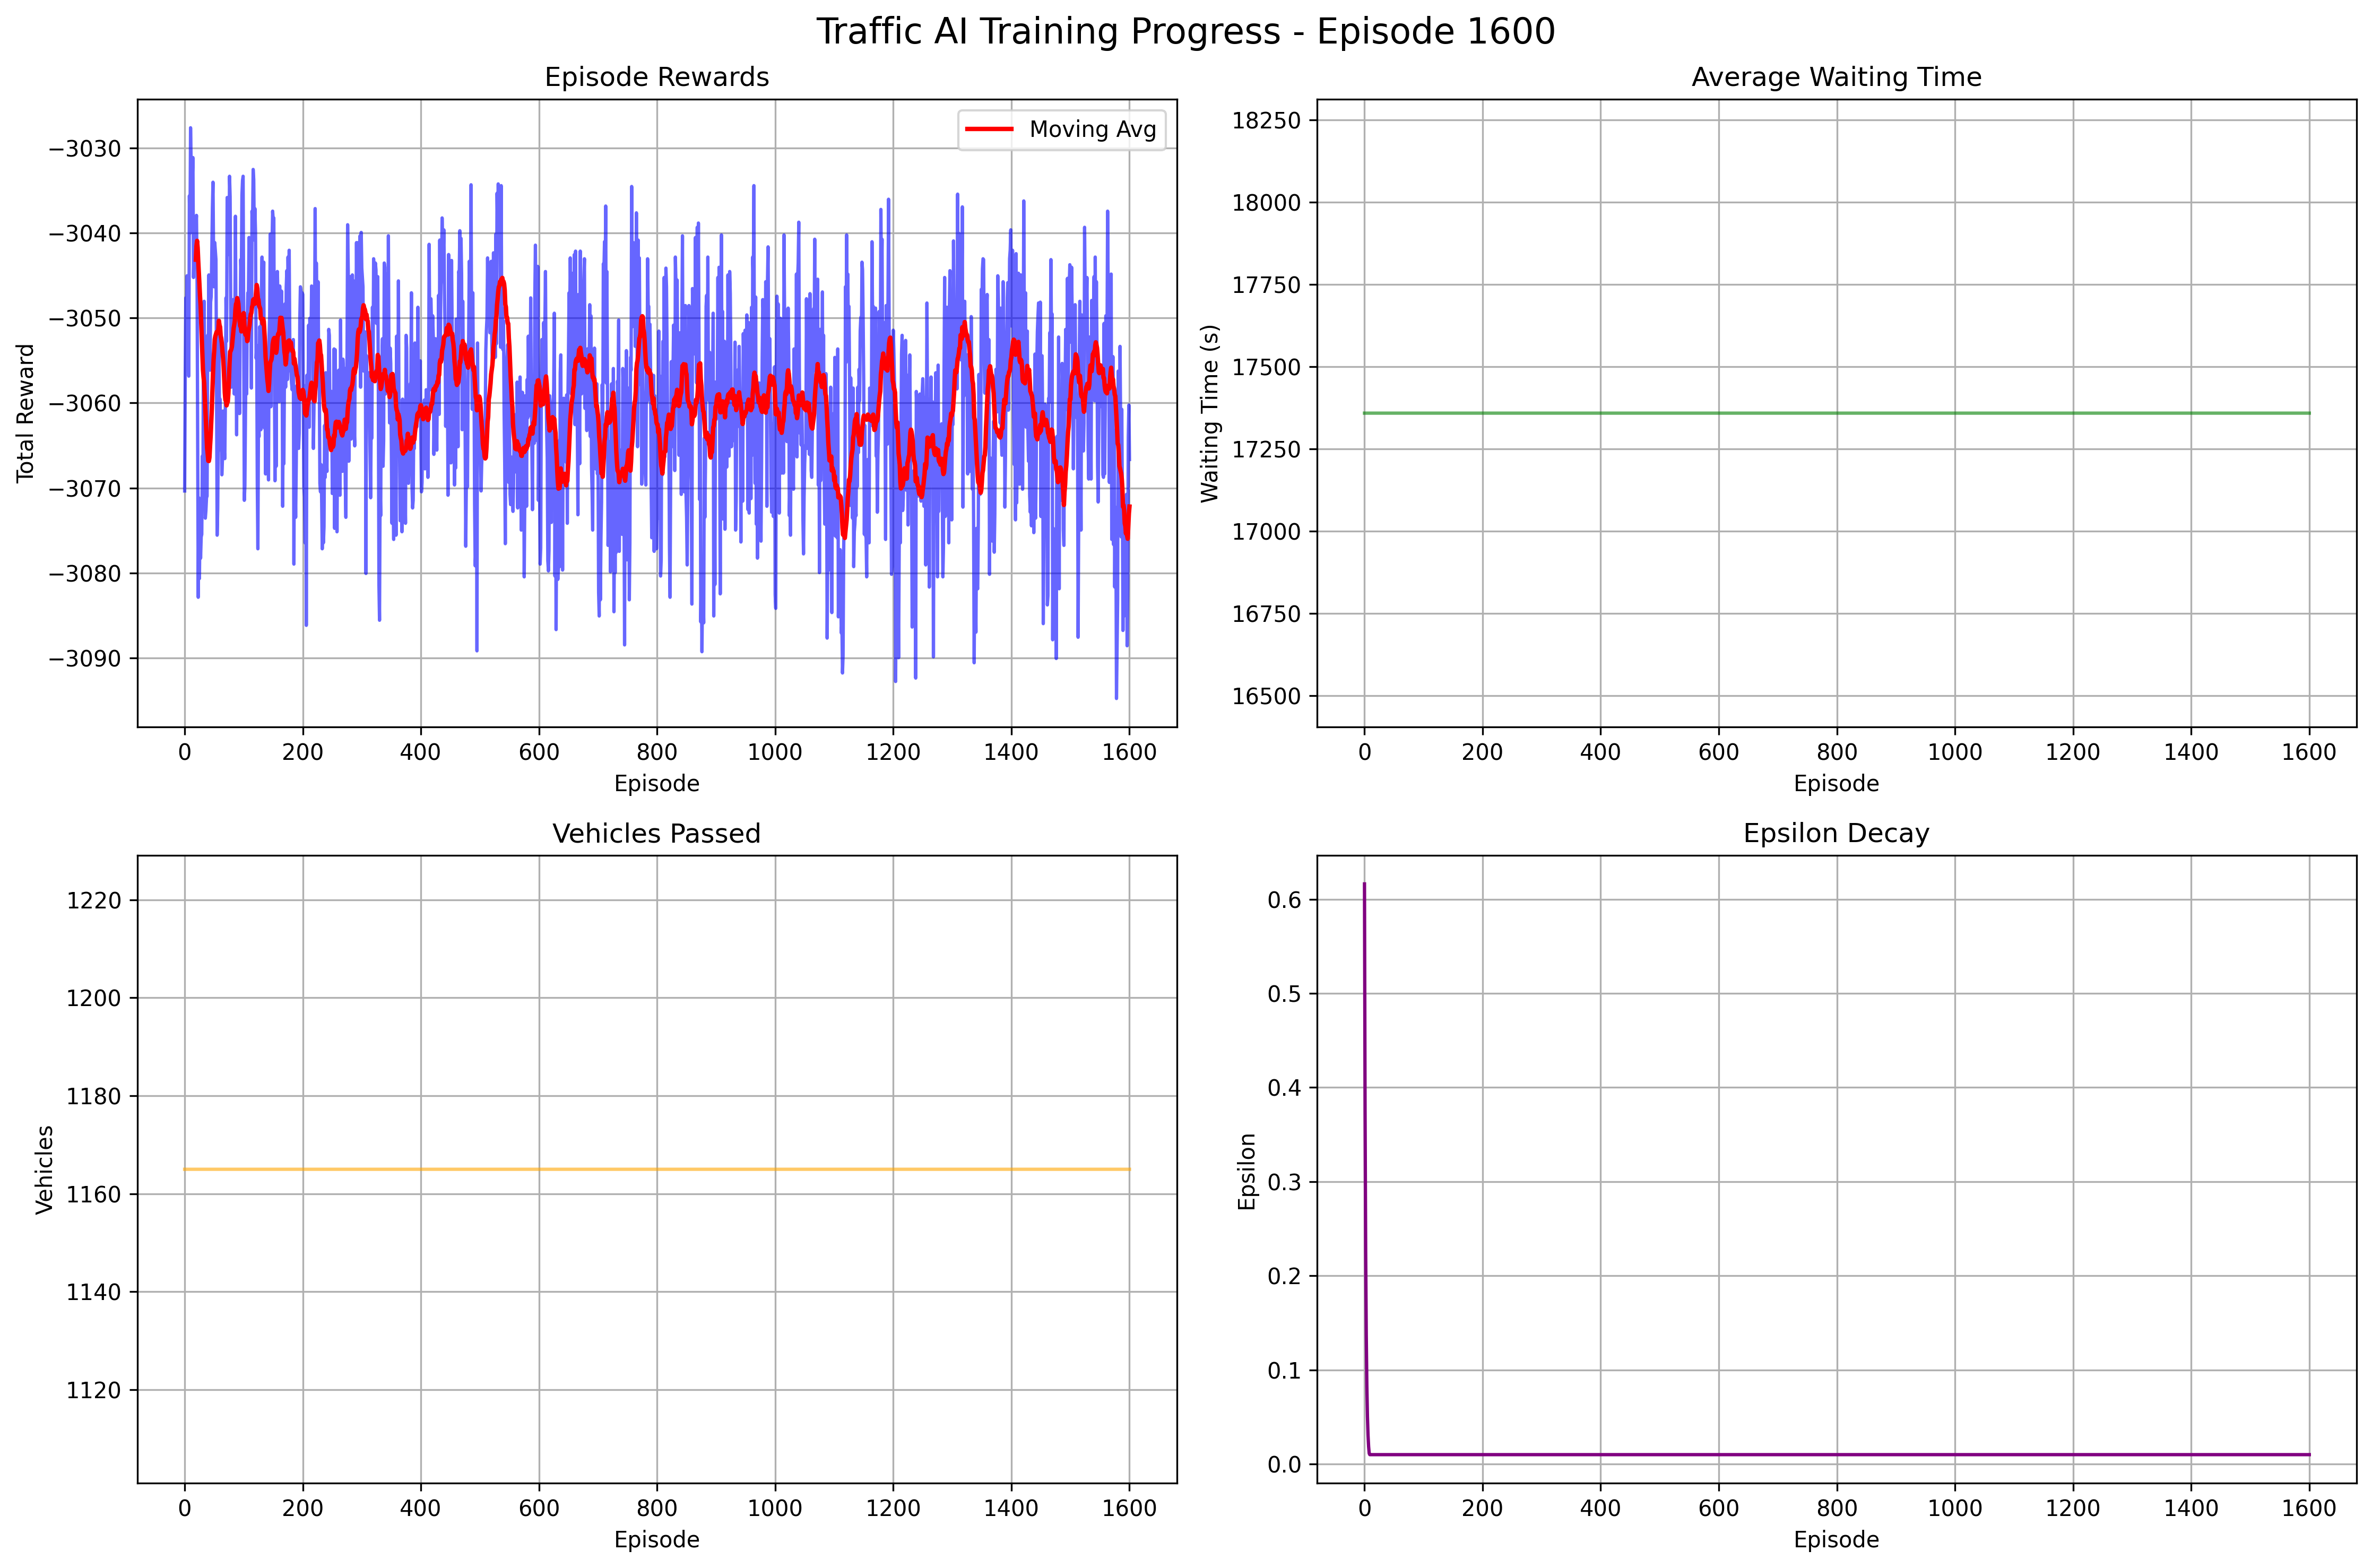 Traffic AI Training Progress - Episode 1600
Episode Rewards
Moving Avg
Total Reward
−3030
−3040
−3050
−3060
−3070
−3080
−3090
0 200 400 600 800 1000 1200 1400 1600
Episode
Average Waiting Time
Waiting Time (s)
18250
18000
17750
17500
17250
17000
16750
16500
0 200 400 600 800 1000 1200 1400 1600
Episode
Vehicles Passed
Vehicles
1220
1200
1180
1160
1140
1120
0 200 400 600 800 1000 1200 1400 1600
Episode
Epsilon Decay
Epsilon
0.6
0.5
0.4
0.3
0.2
0.1
0.0
0 200 400 600 800 1000 1200 1400 1600
Episode